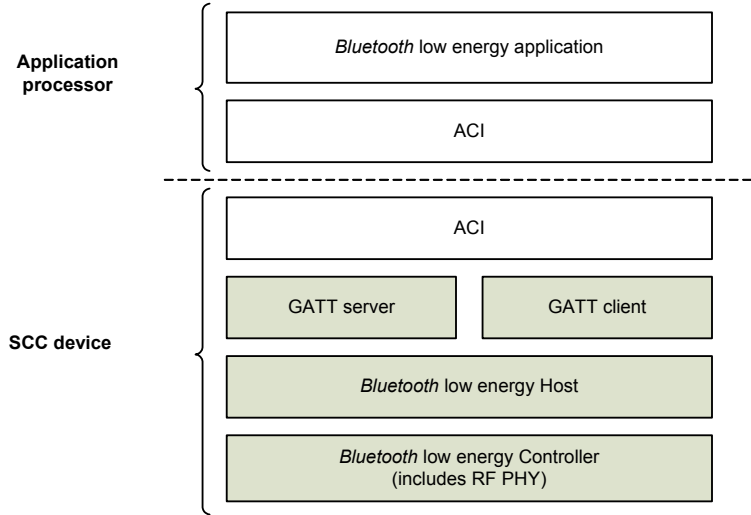 Application
processor
Bluetooth low energy application
ACI
SCC device
ACI
GATT server
GATT client
Bluetooth low energy Host
Bluetooth low energy Controller
(includes RF PHY)